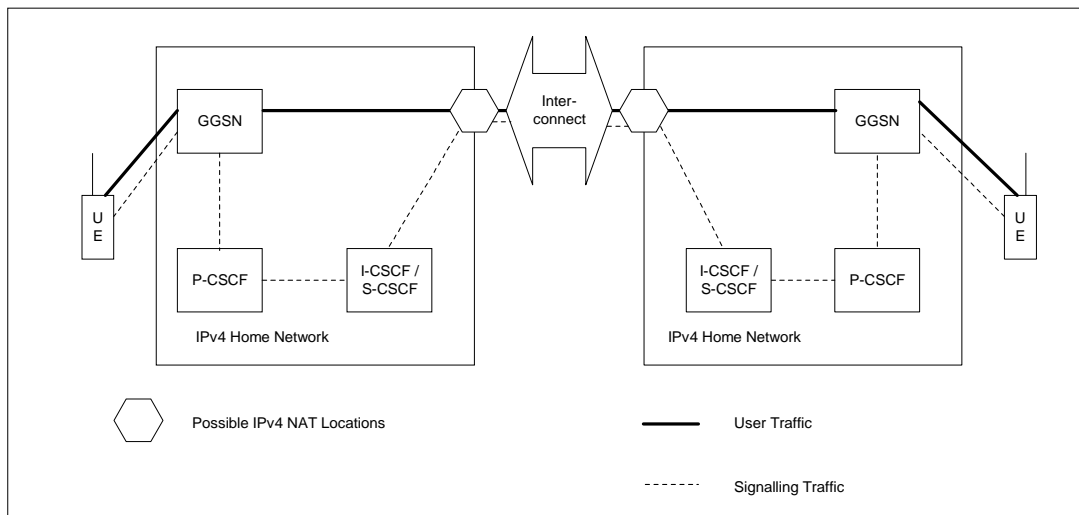 Inter-
connect
GGSN
GGSN
U
E
U
E
P-CSCF
I-CSCF /
S-CSCF
I-CSCF /
S-CSCF
P-CSCF
IPv4 Home Network
IPv4 Home Network
Possible IPv4 NAT Locations
User Traffic
Signalling Traffic